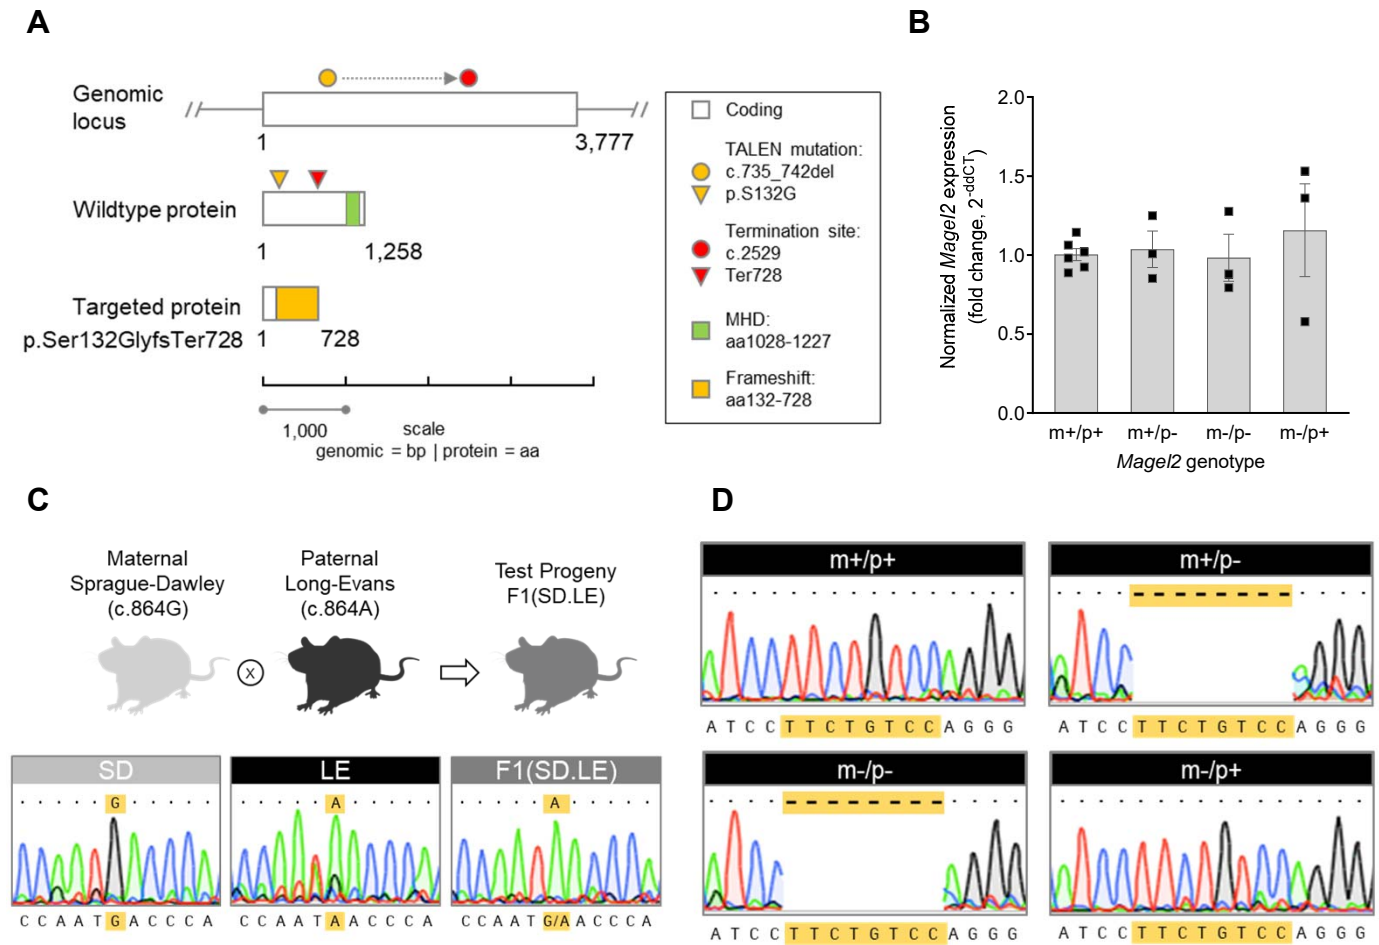 A
Genomic
locus
//
//
1
3,777
Wildtype protein
1
1,258
Targeted protein
p.Ser132GlyfsTer728
1
728
1,000
scale
genomic = bp | protein = aa
Coding
TALEN mutation:
c.735_742del
p.S132G
Termination site:
c.2529
Ter728
MHD:
aa1028-1227
Frameshift:
aa132-728
B
Normalized Magel2 expression
(fold change, 2-ddCT)
2.0
1.5
1.0
0.5
0.0
m+/p+ m+/p- m-/p- m-/p+
Magel2 genotype
C
Maternal
Sprague-Dawley
(c.864G)
X
Paternal
Long-Evans
(c.864A)
Test Progeny
F1(SD.LE)
SD
G
C C A A T G A C C C A
LE
A
C C A A T A A C C C A
F1(SD.LE)
A
C C A A T G/A A C C C A
D
m+/p+
A T C C T T C T G T C C A G G G
m+/p-
- - - - - - - -
A T C C T T C T G T C C A G G G
m-/p-
- - - - - - - -
A T C C T T C T G T C C A G G G
m-/p+
A T C C T T C T G T C C A G G G